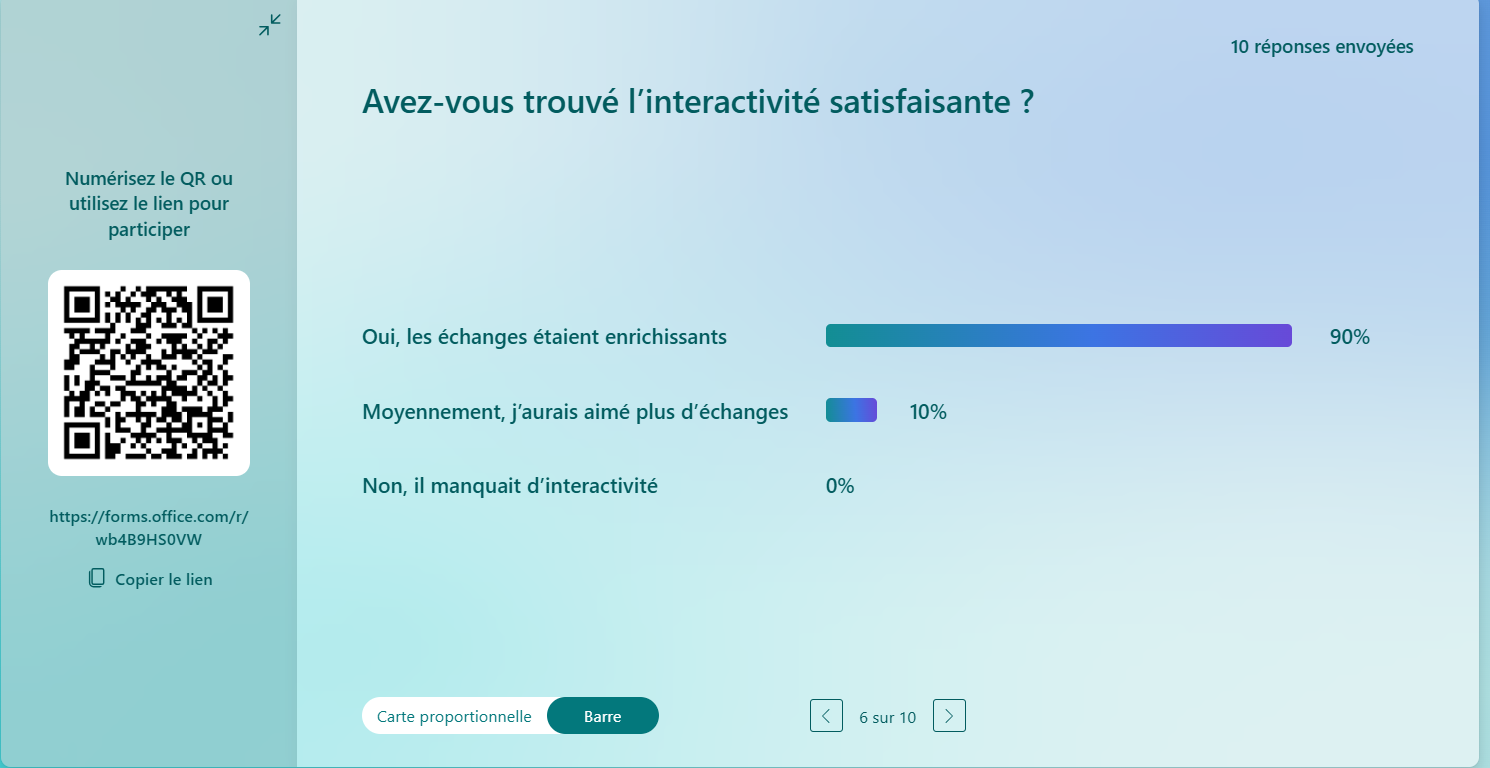 Numérisez le QR ou
utilisez le lien pour
participer
https://forms.office.com/r/
wb4B9HS0VW
Copier le lien
10 réponses envoyées
Avez-vous trouvé l’interactivité satisfaisante ?
Oui, les échanges étaient enrichissants 90%
Moyennement, j’aurais aimé plus d’échanges 10%
Non, il manquait d’interactivité 0%
Carte proportionnelle Barre 6 sur 10